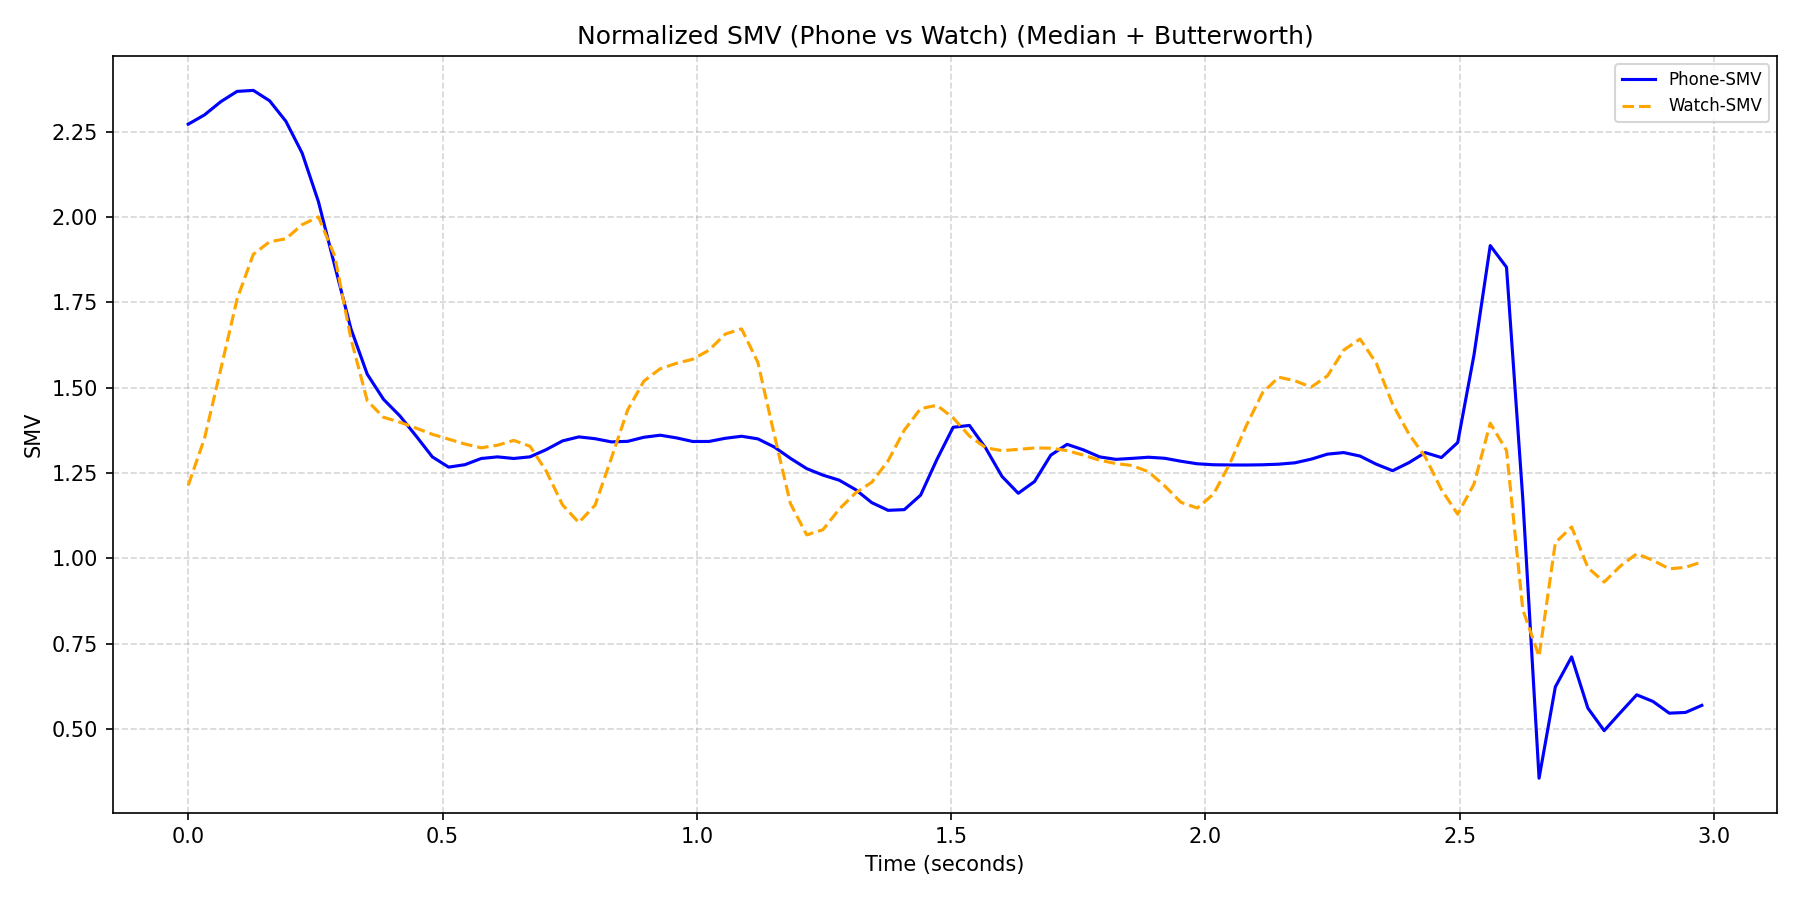 Normalized SMV (Phone vs Watch) (Median + Butterworth)
Phone-SMV
Watch-SMV
SMV
2.25
2.00
1.75
1.50
1.25
1.00
0.75
0.50
0.0 0.5 1.0 1.5 2.0 2.5 3.0
Time (seconds)